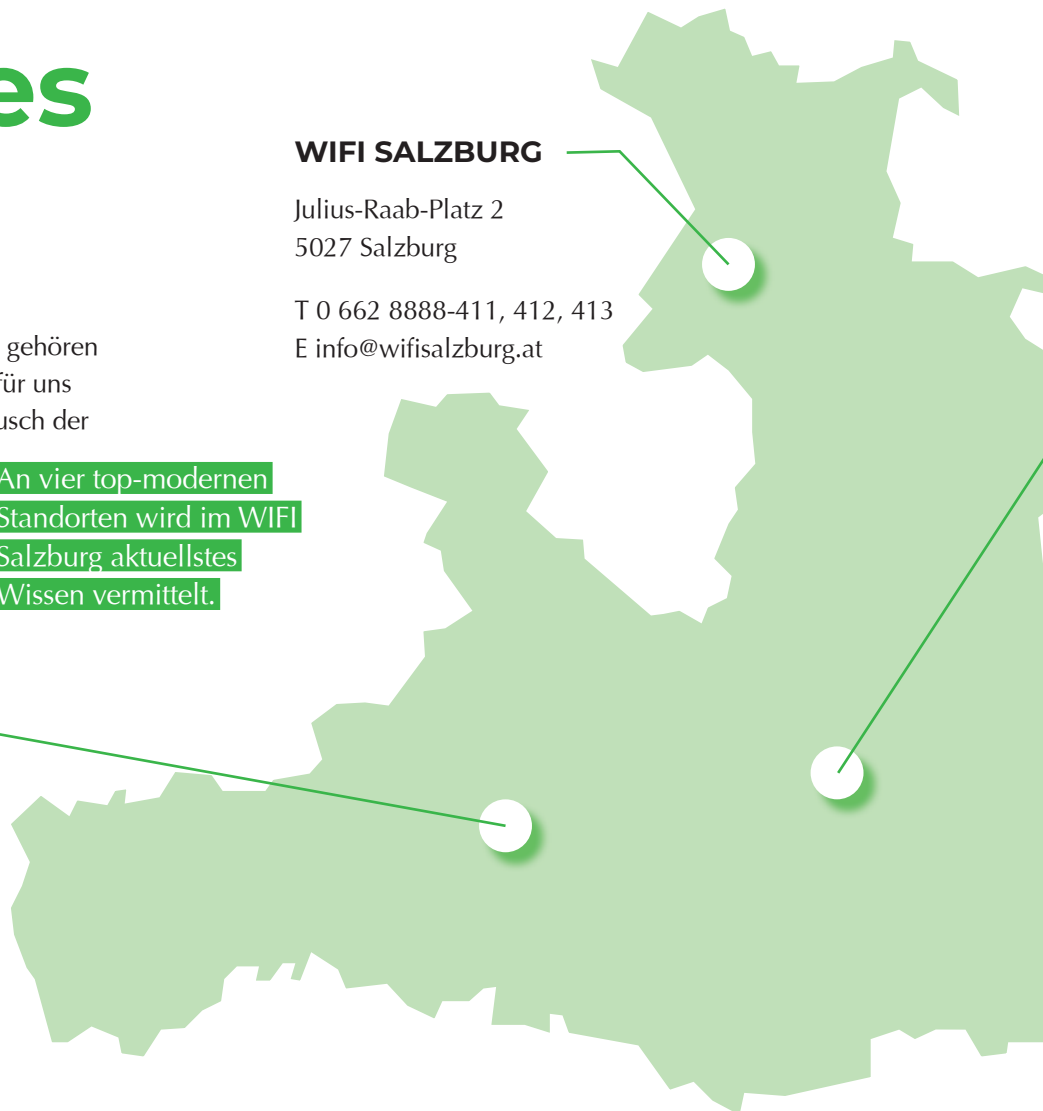 es
WIFI SALZBURG
Julius-Raab-Platz 2
5027 Salzburg
T 0 662 8888-411, 412, 413
E info@wifisalzburg.at
gehören
für uns
usch der
An vier top-modernen
Standorten wird im WIFI
Salzburg aktuellstes
Wissen vermittelt.